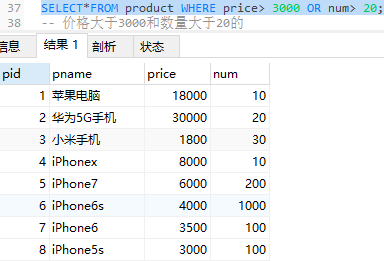 37 SELECT*FROM product WHERE price> 3000 OR num> 20;
38 -- 价格大于3000和数量大于20的
信息 结果 1 剖析 状态
pid pname price num
1 苹果电脑 18000 10
2 华为5G手机 30000 20
3 小米手机 1800 30
4 iPhonex 8000 10
5 iPhone7 6000 200
6 iPhone6s 4000 1000
7 iPhone6 3500 100
8 iPhone5s 3000 100